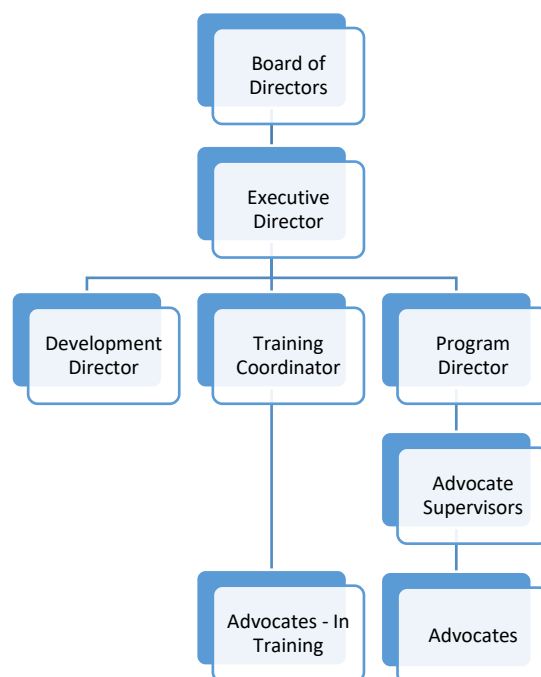 Board of
Directors
Executive
Director
Development
Director
Training
Coordinator
Program
Director
Advocate
Supervisors
Advocates - In
Training
Advocates